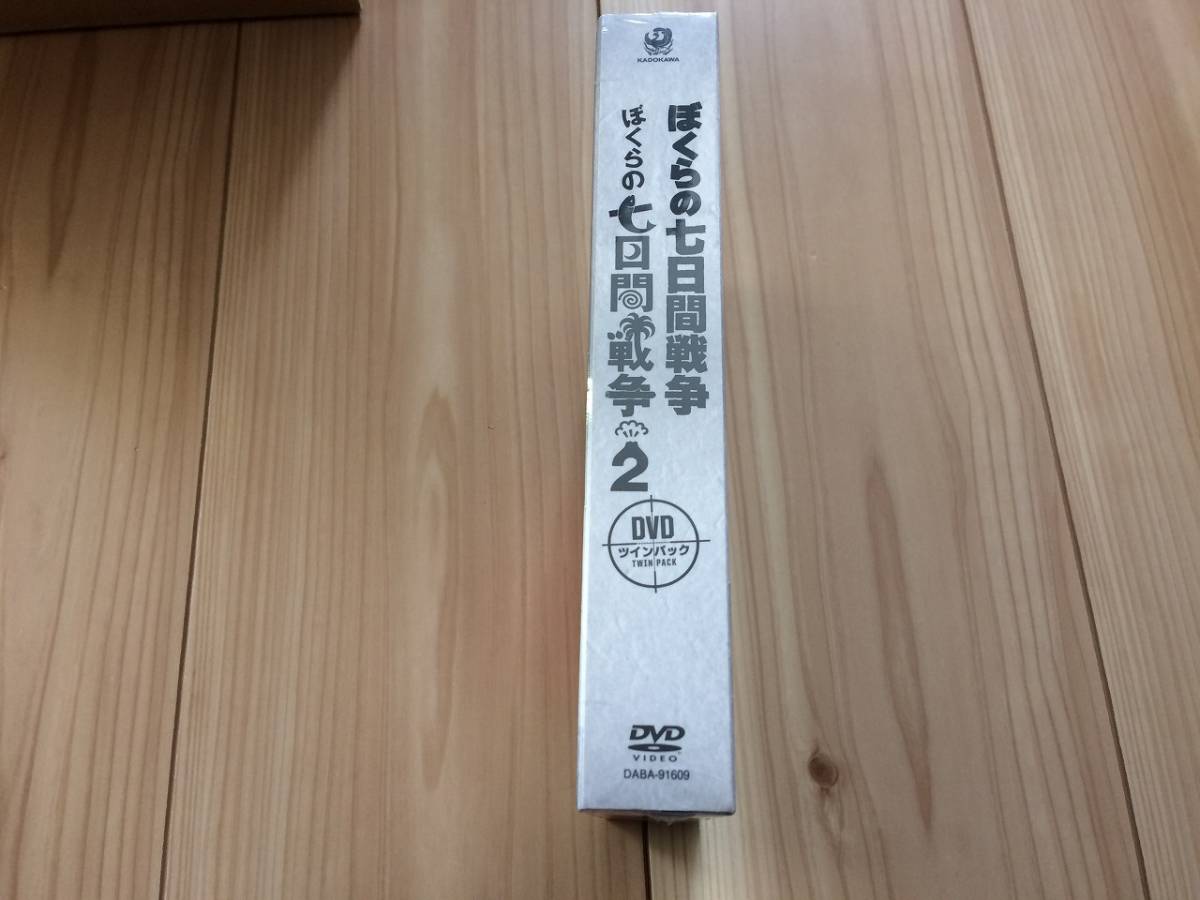 KADOKAWA
ぼくらの七日間戦争
ぼくらの七日間戦争2
DVD
ツインパック
TWIN PACK
DVD
VIDEO
DABA-91609